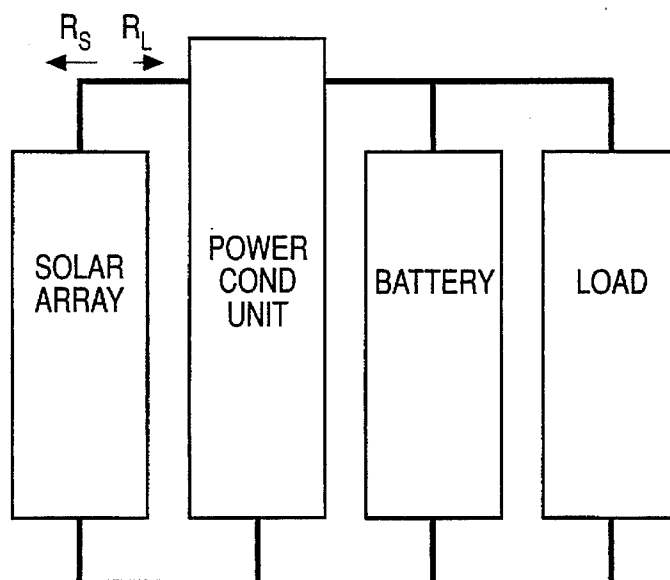 R_S R_L
SOLAR
ARRAY
POWER
COND
UNIT
BATTERY
LOAD